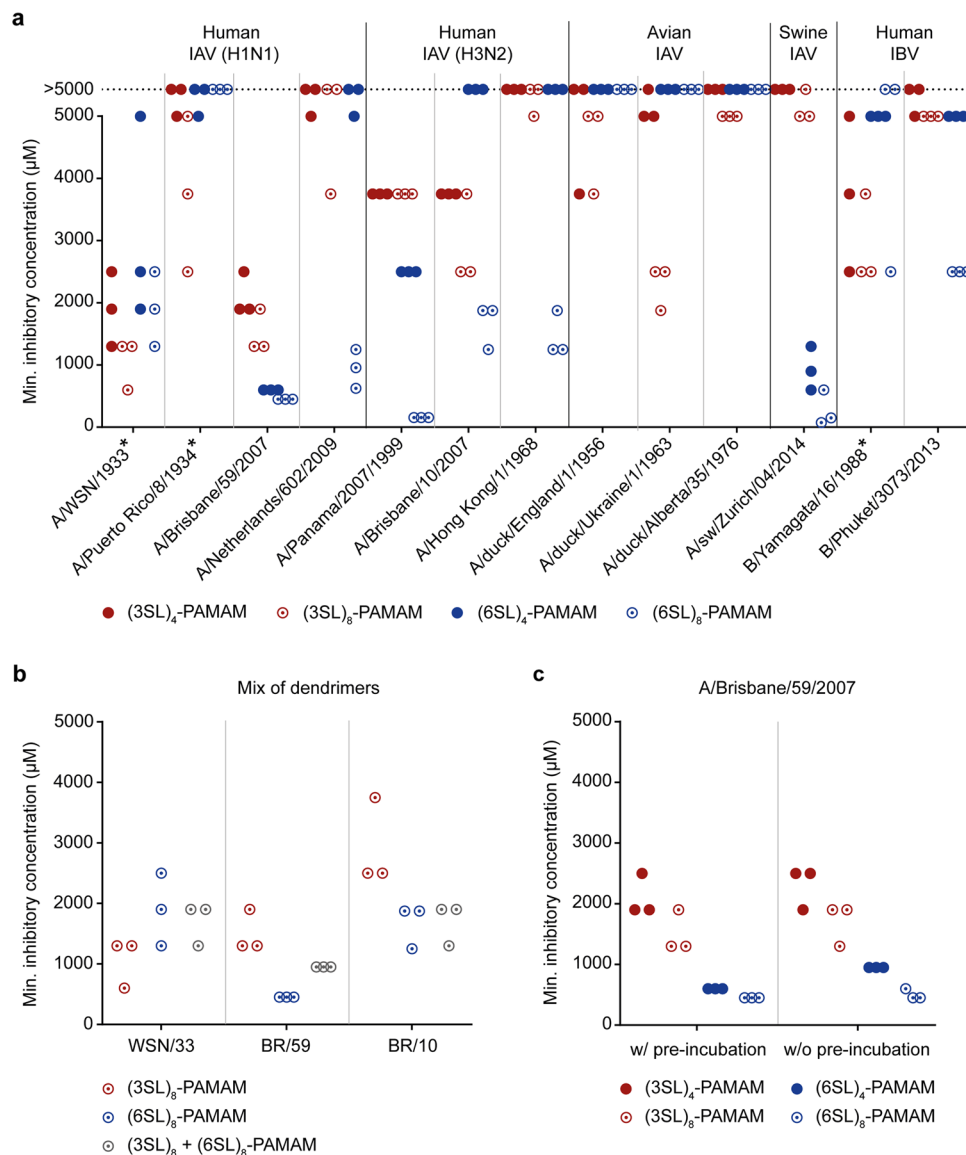 a
Human
IAV (H1N1)
Human
IAV (H3N2)
Avian
IAV
Swine
IAV
Human
IBV
Min. inhibitory concentration (µM)
>5000
5000
4000
3000
2000
1000
0
A/WSN/1933*
A/Puerto Rico/8/1934*
A/Brisbane/59/2007
A/Netherlands/602/2009
A/Panama/2007/1999
A/Brisbane/10/2007
A/Hong Kong/1/1968
A/duck/England/1/1956
A/duck/Ukraine/1/1963
A/duck/Alberta/35/1976
A/sw/Zurich/04/2014
B/Yamagata/16/1988*
B/Phuket/3073/2013
(3SL)₄-PAMAM (3SL)₈-PAMAM (6SL)₄-PAMAM (6SL)₈-PAMAM
b
Mix of dendrimers
Min. inhibitory concentration (µM)
5000
4000
3000
2000
1000
0
WSN/33 BR/59 BR/10
(3SL)₈-PAMAM
(6SL)₈-PAMAM
(3SL)₈ + (6SL)₈-PAMAM
c
A/Brisbane/59/2007
Min. inhibitory concentration (µM)
5000
4000
3000
2000
1000
0
w/ pre-incubation w/o pre-incubation
(3SL)₄-PAMAM (6SL)₄-PAMAM
(3SL)₈-PAMAM (6SL)₈-PAMAM